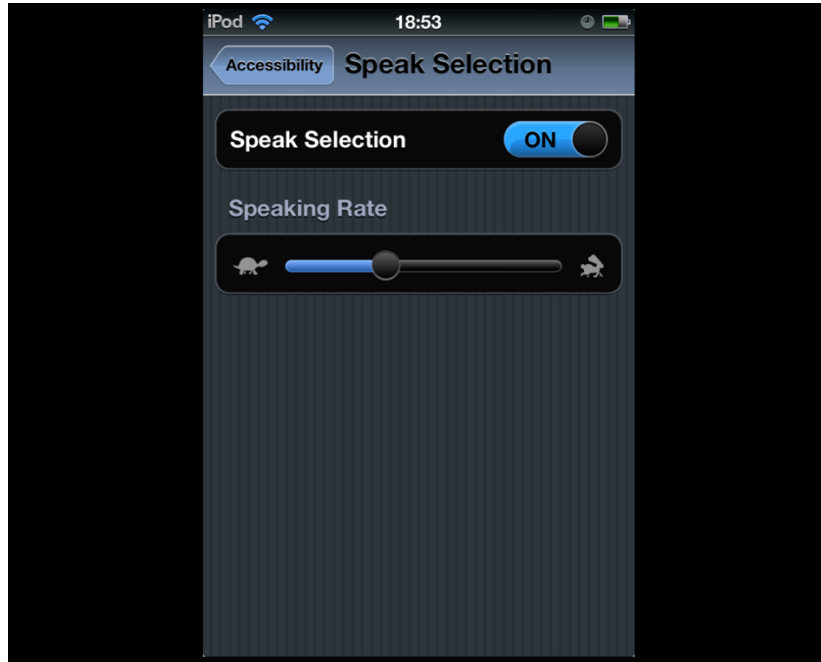 iPod 18:53
Accessibility Speak Selection
Speak Selection ON
Speaking Rate